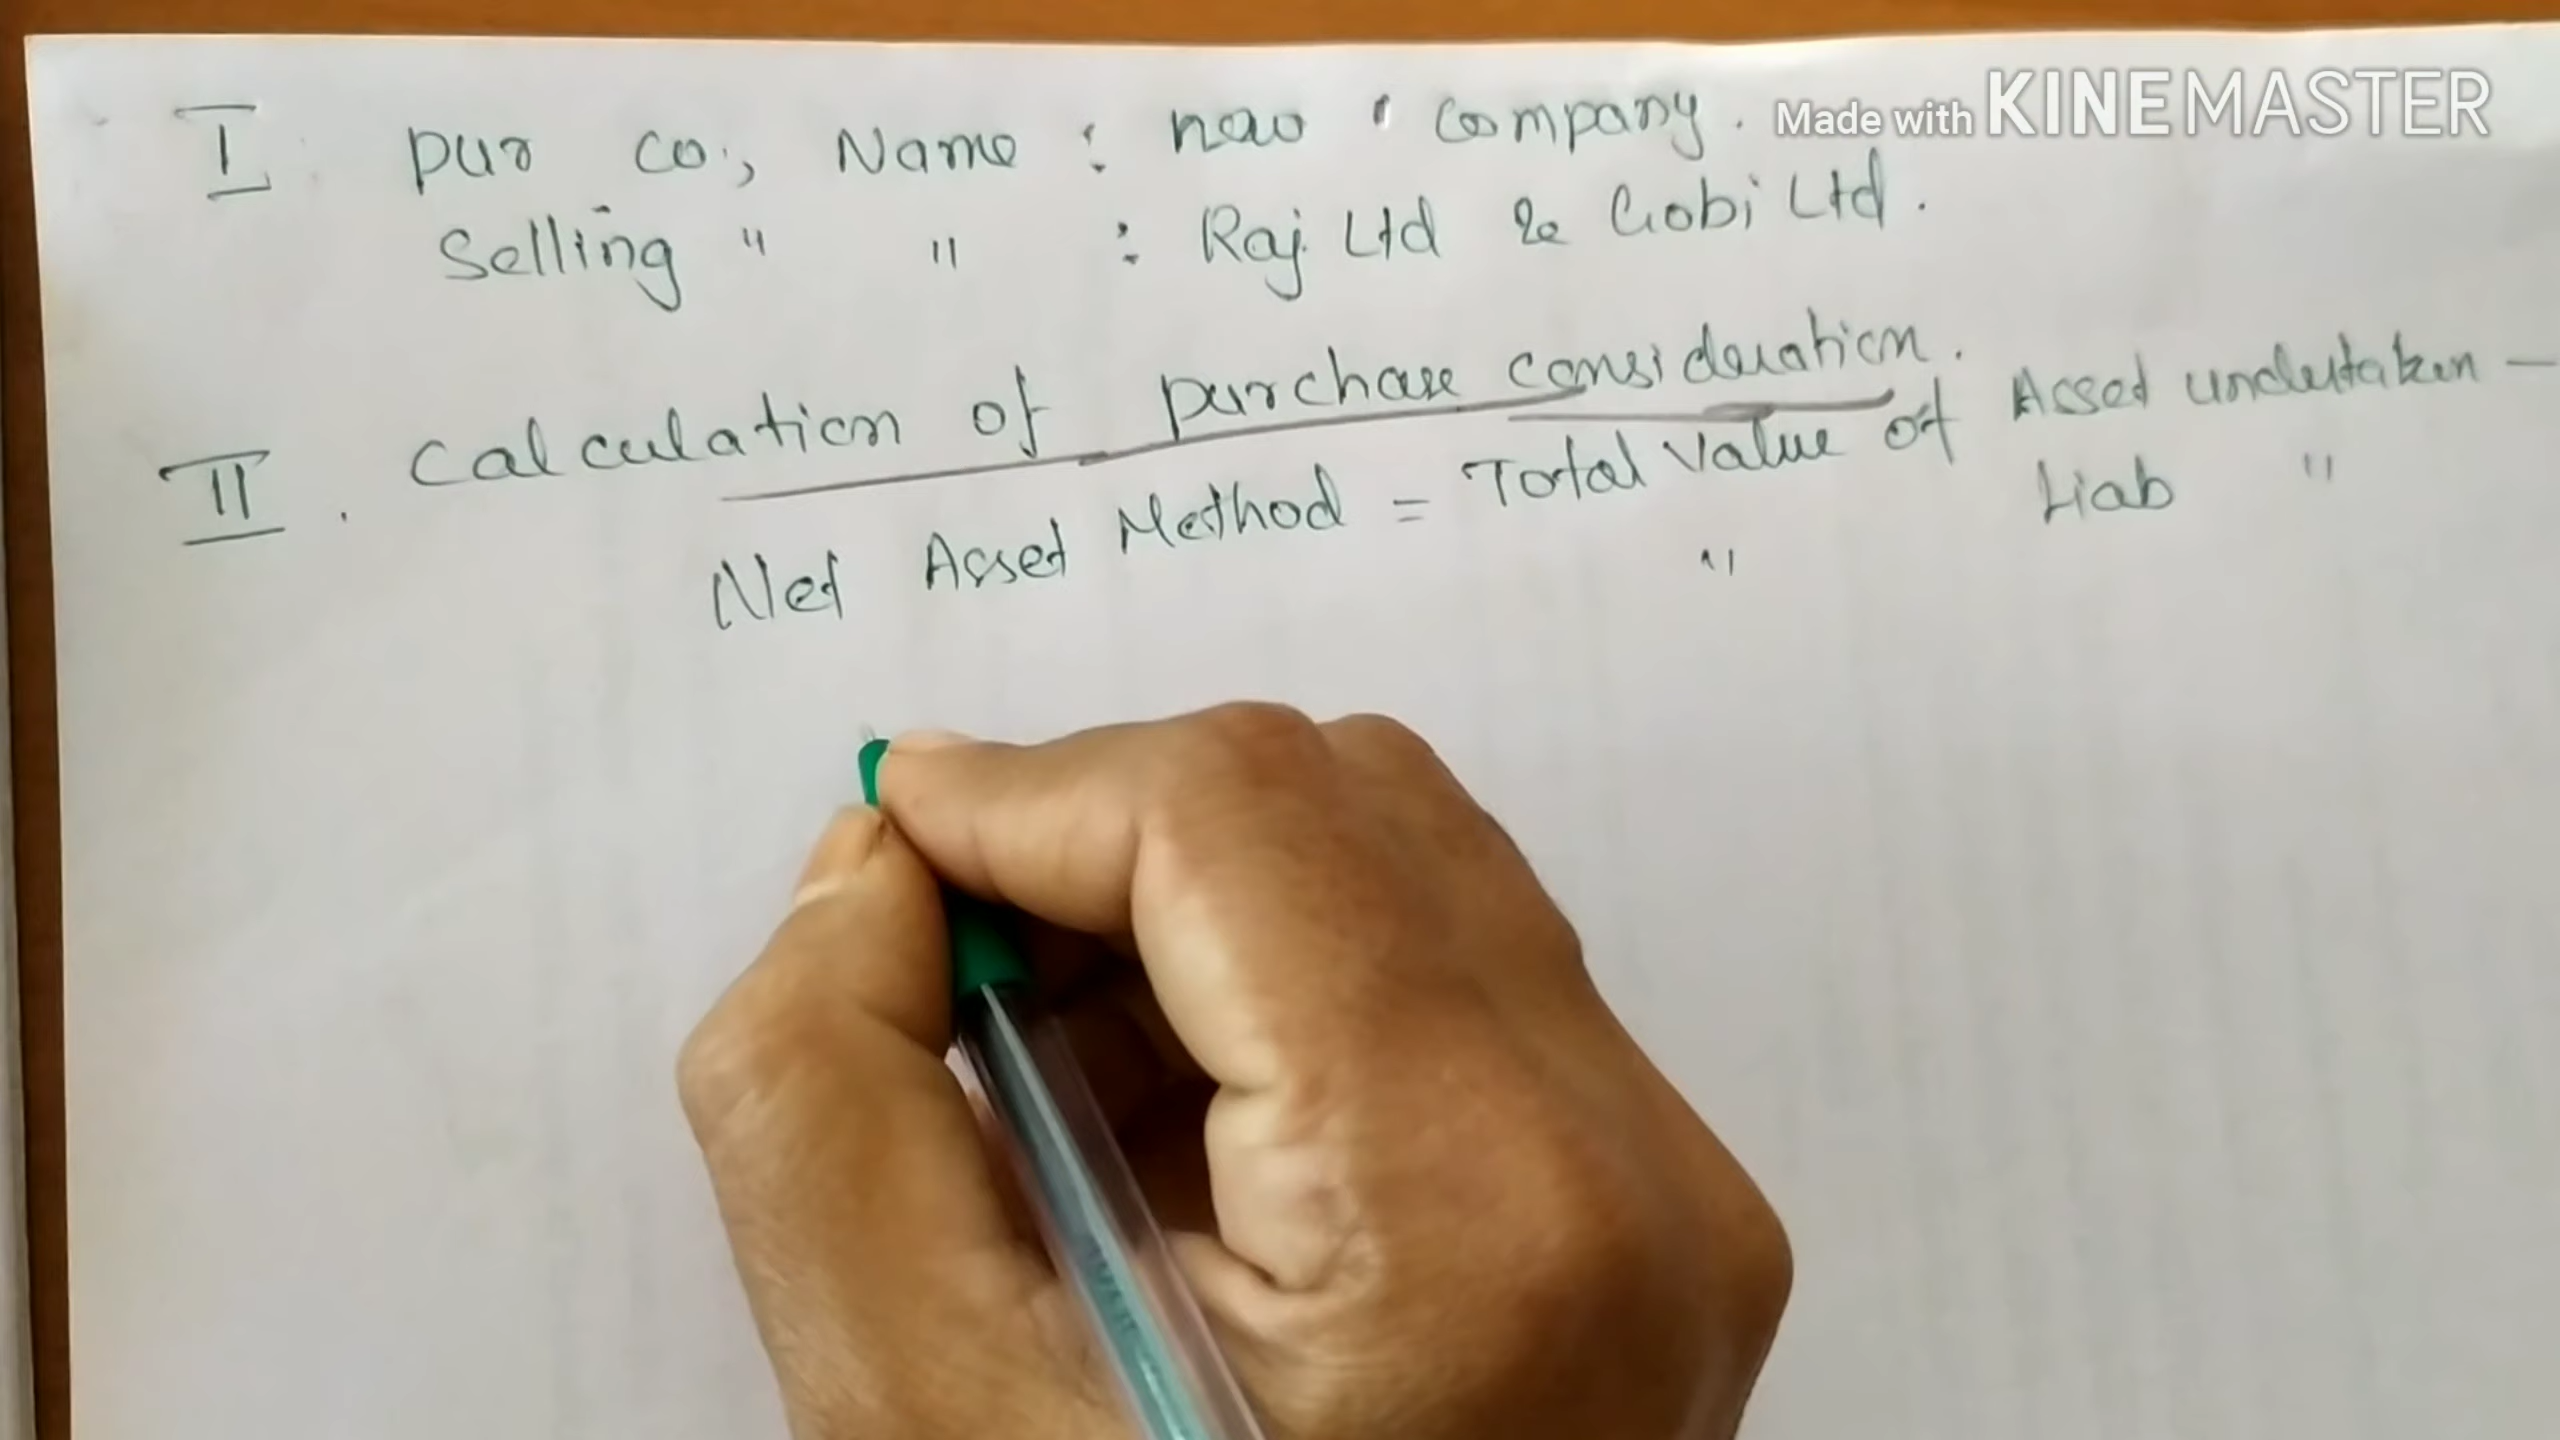 Made with KINEMASTER
I pur co., Name : new company.
Selling " " : Raj Ltd & Gobi Ltd.
II. Calculation of purchase consideration.
Net Asset Method = Total value of Asset undertaken -
" Liab "